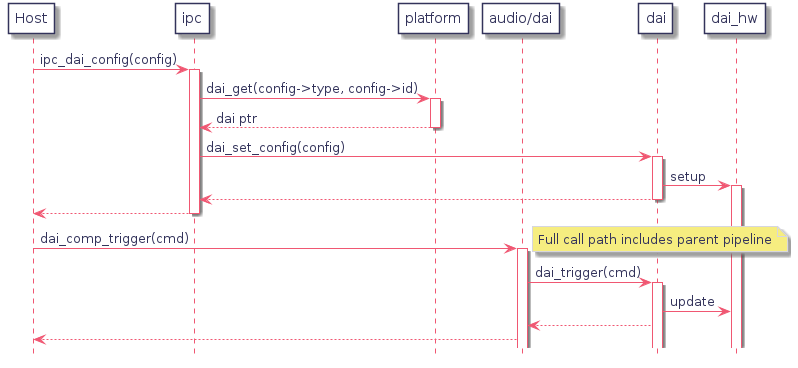 Host
ipc
platform
audio/dai
dai
dai_hw
ipc_dai_config(config)
dai_get(config->type, config->id)
dai ptr
dai_set_config(config)
setup
dai_comp_trigger(cmd)
Full call path includes parent pipeline
dai_trigger(cmd)
update